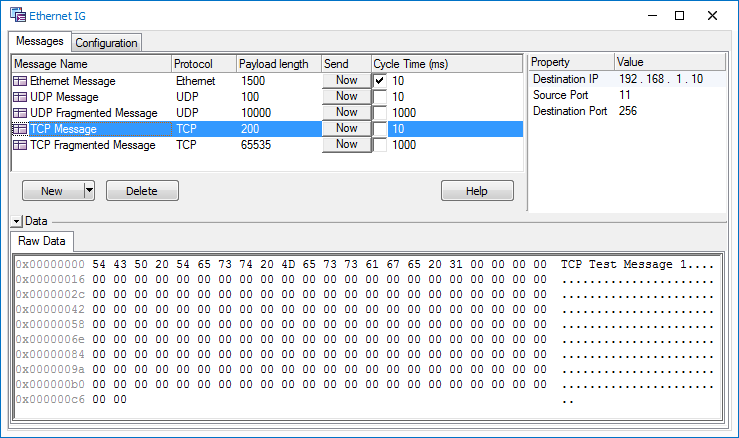 Ethernet IG
Messages Configuration
Message Name Protocol Payload length Send Cycle Time (ms) Property Value
Ethernet Message Ethernet 1500 Now 10 Destination IP 192 . 168 . 1 . 10
UDP Message UDP 100 Now 10 Source Port 11
UDP Fragmented Message UDP 10000 Now 1000 Destination Port 256
TCP Message TCP 200 Now 10
TCP Fragmented Message TCP 65535 Now 1000
New Delete Help
Data
Raw Data
0x00000000 54 43 50 20 54 65 73 74 20 4D 65 73 73 61 67 65 20 31 00 00 00 00 TCP Test Message 1....
0x00000016 00 00 00 00 00 00 00 00 00 00 00 00 00 00 00 00 00 00 00 00 00 00 ......................
0x0000002c 00 00 00 00 00 00 00 00 00 00 00 00 00 00 00 00 00 00 00 00 00 00 ......................
0x00000042 00 00 00 00 00 00 00 00 00 00 00 00 00 00 00 00 00 00 00 00 00 00 ......................
0x00000058 00 00 00 00 00 00 00 00 00 00 00 00 00 00 00 00 00 00 00 00 00 00 ......................
0x0000006e 00 00 00 00 00 00 00 00 00 00 00 00 00 00 00 00 00 00 00 00 00 00 ......................
0x00000084 00 00 00 00 00 00 00 00 00 00 00 00 00 00 00 00 00 00 00 00 00 00 ......................
0x0000009a 00 00 00 00 00 00 00 00 00 00 00 00 00 00 00 00 00 00 00 00 00 00 ......................
0x000000b0 00 00 00 00 00 00 00 00 00 00 00 00 00 00 00 00 00 00 00 00 00 00 ......................
0x000000c6 00 00 ..